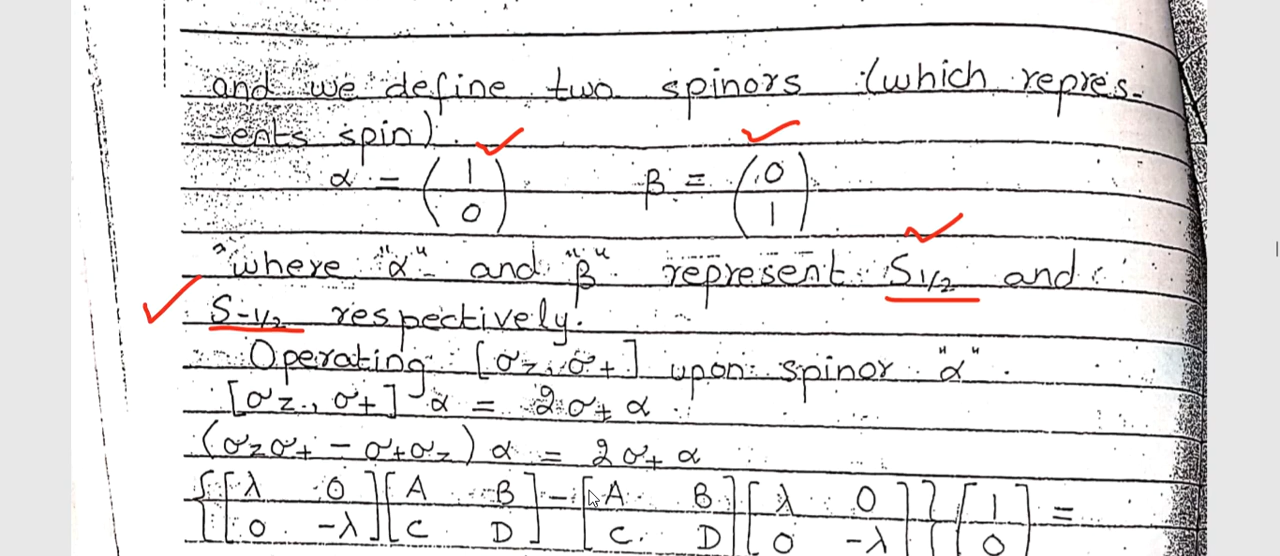 and we define two spinors (which repres-
-ents spin).
α = (1 0) β = (0 1)
where "α" and "β" represent S1/2 and
S-1/2 respectively.
Operating [σz, σ+] upon spinor "α".
[σz, σ+] α = 2σ+ α
(σzσ+ - σ+σz) α = 2σ+ α
{[λ 0 0 -λ][A B C D] - [A B C D][λ 0 0 -λ]}[1 0] =